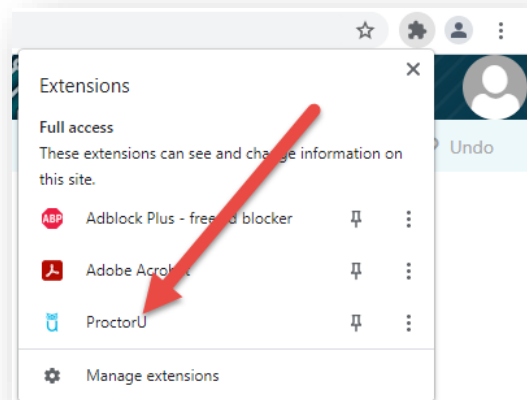 Extensions
Full access
These extensions can see and change information on
this site.
Undo
ABP
Adblock Plus - free ad blocker
Adobe Acrobat
ProctorU
Manage extensions